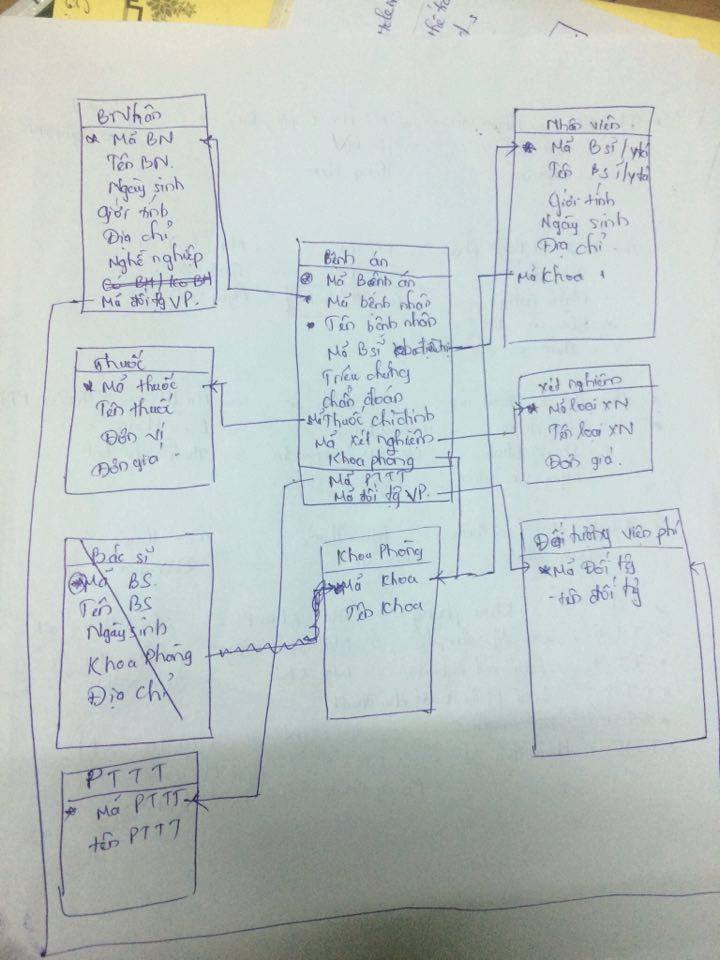 BNhân
* Mã BN
Tên BN.
Ngày sinh
Giới tính
Địa chỉ
Nghề nghiệp
Có BH / Ko BH
Mã đối tg VP.
Nhân viên
* Mã Bsĩ / ytá
Tên BSĩ/ytá
Giới tính
Ngày sinh
Địa chỉ
Mã Khoa
Bệnh án
* Mã Bệnh án
* Mã bệnh nhân
* Tên bệnh nhân
Mã Bsĩ
Triệu chứng
chẩn đoán
Mã Thuốc chỉ định
Mã xét nghiệm
Khoa phòng
Mã PTTT
Mã đối tg VP.
Thuốc
* Mã thuốc
Tên thuốc
Đơn vị
Đơn giá
Xét nghiệm
* Mã loại XN
Tên loại XN
Đơn giá.
Bác sĩ
* Mã BS.
Tên BS
Ngày sinh
Khoa Phòng
Địa chỉ
Khoa Phòng
* Mã Khoa
Tên Khoa
Đối tượng viện phí
* Mã Đối tg
- tên đối tg
PTTT
* Mã PTTT
tên PTTT